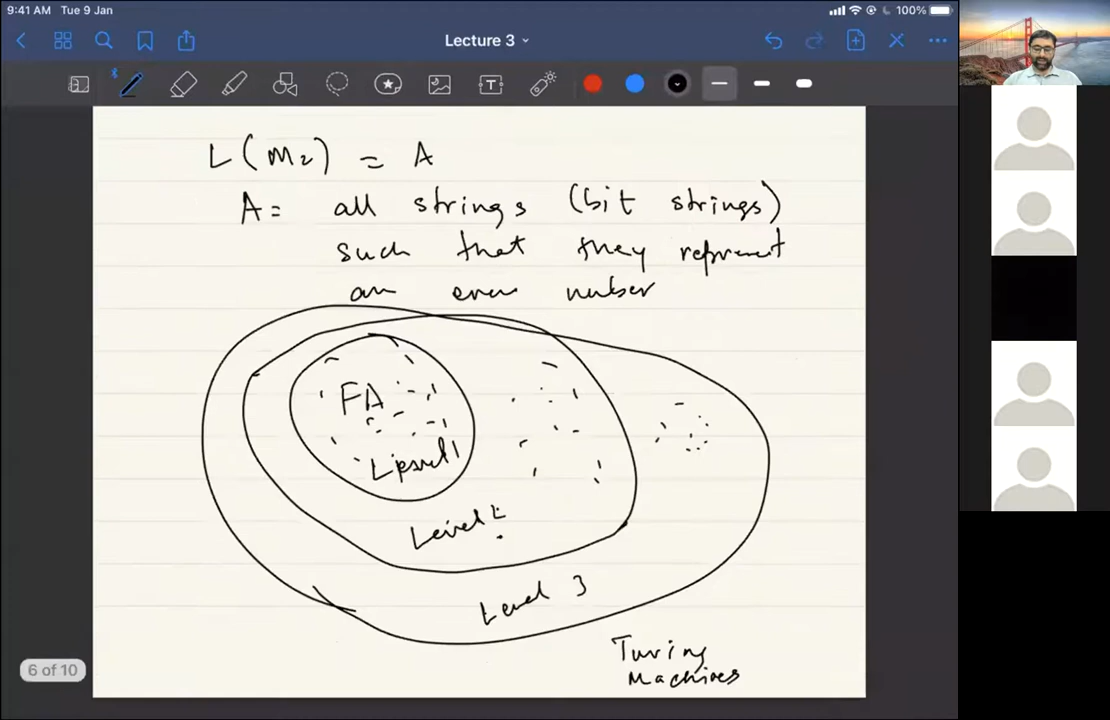 9:41 AM Tue 9 Jan
100%
Lecture 3
L(M2) = A
A = all strings (bit strings)
such that they represent
an even number
FA
Level 1
Level 2
Level 3
Turing
Machines
6 of 10